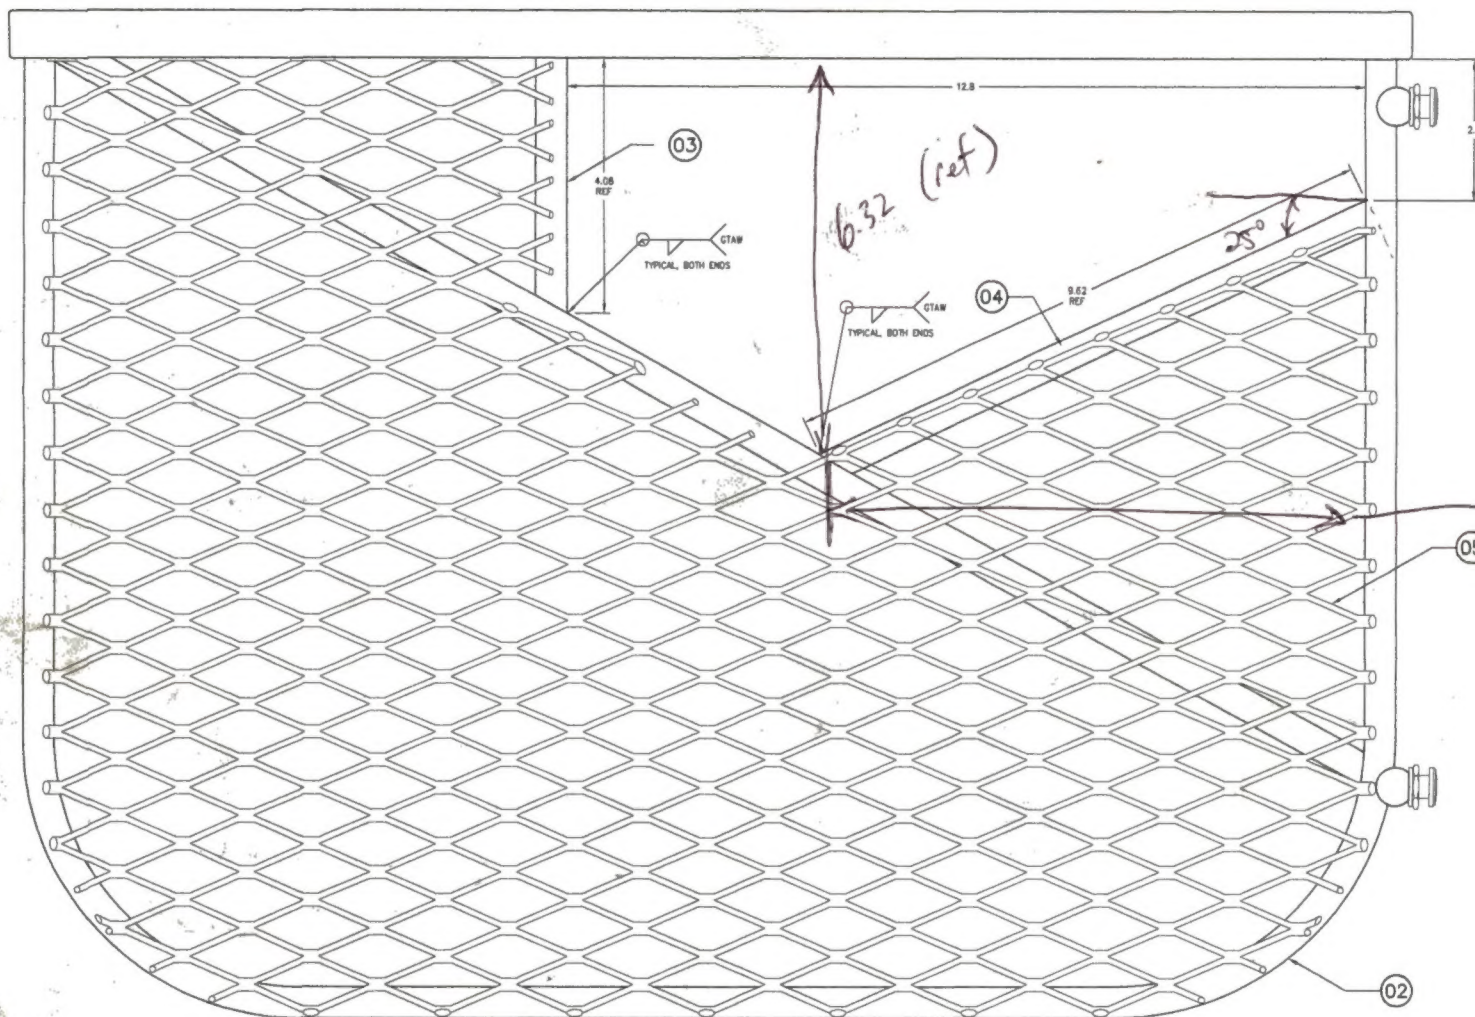 12.8
03
4.08
REF
6.32 (ref)
GTAW
TYPICAL, BOTH ENDS
25°
04
9.62
REF
GTAW
TYPICAL, BOTH ENDS
02